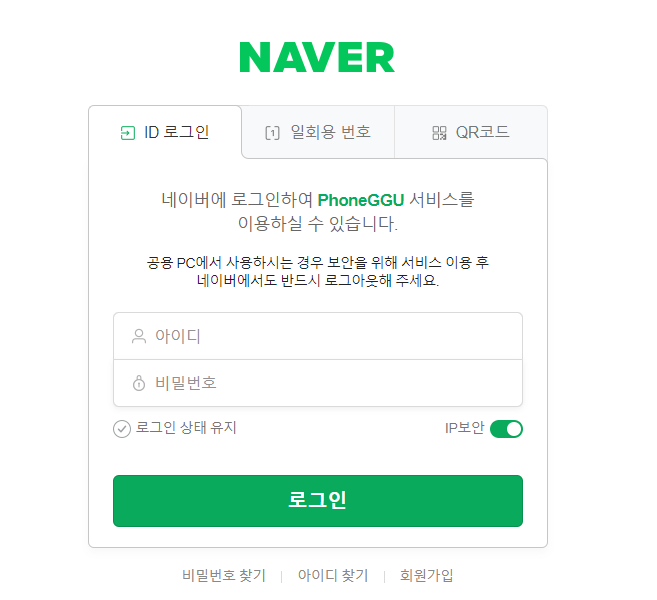 NAVER
ID 로그인
1 일회용 번호
QR코드
네이버에 로그인하여 PhoneGGU 서비스를
이용하실 수 있습니다.
공용 PC에서 사용하시는 경우 보안을 위해 서비스 이용 후
네이버에서도 반드시 로그아웃해 주세요.
아이디
비밀번호
로그인 상태 유지
IP보안
로그인
비밀번호 찾기 | 아이디 찾기 | 회원가입